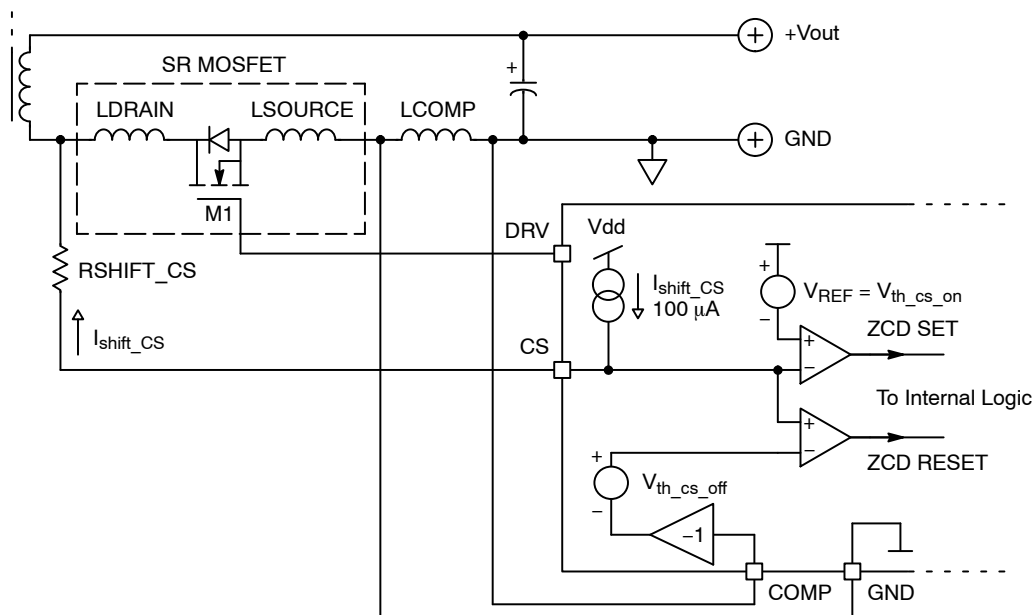 +
+Vout
SR MOSFET
+
LDRAIN
LSOURCE
LCOMP
+
GND
M1
DRV
Vdd
RSHIFT_CS
I_shift_CS
100 μA
+
−
V_REF = V_th_cs_on
ZCD SET
I_shift_CS
CS
+
−
To Internal Logic
+
−
ZCD RESET
+
−
V_th_cs_off
−1
COMP
GND